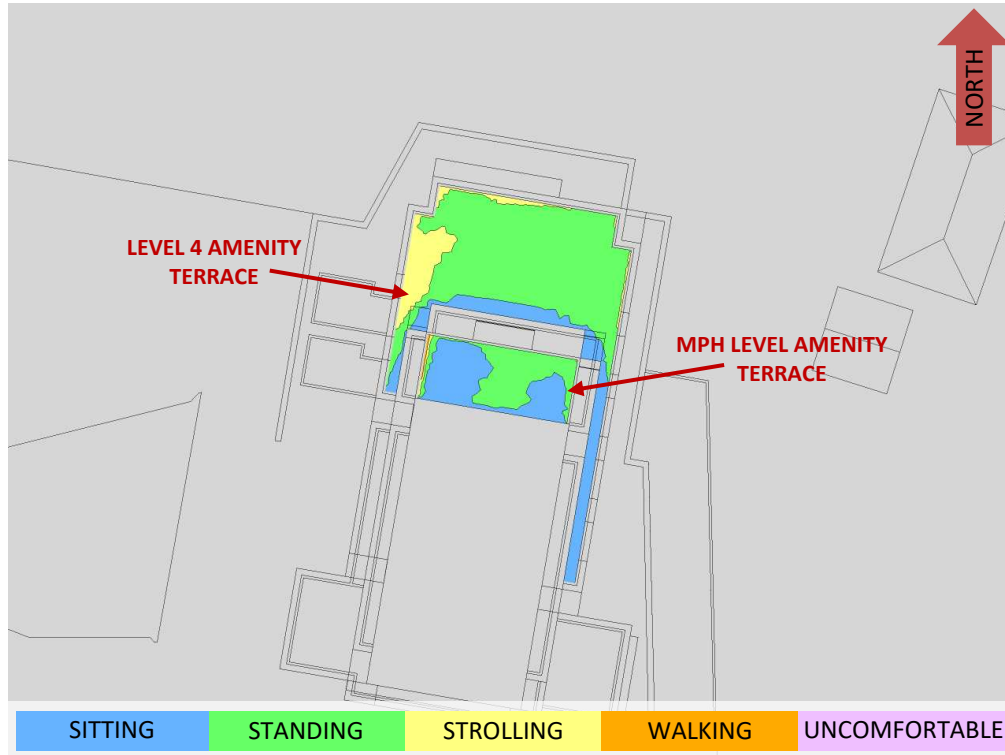 NORTH
LEVEL 4 AMENITY
TERRACE
MPH LEVEL AMENITY
TERRACE
SITTING
STANDING
STROLLING
WALKING
UNCOMFORTABLE